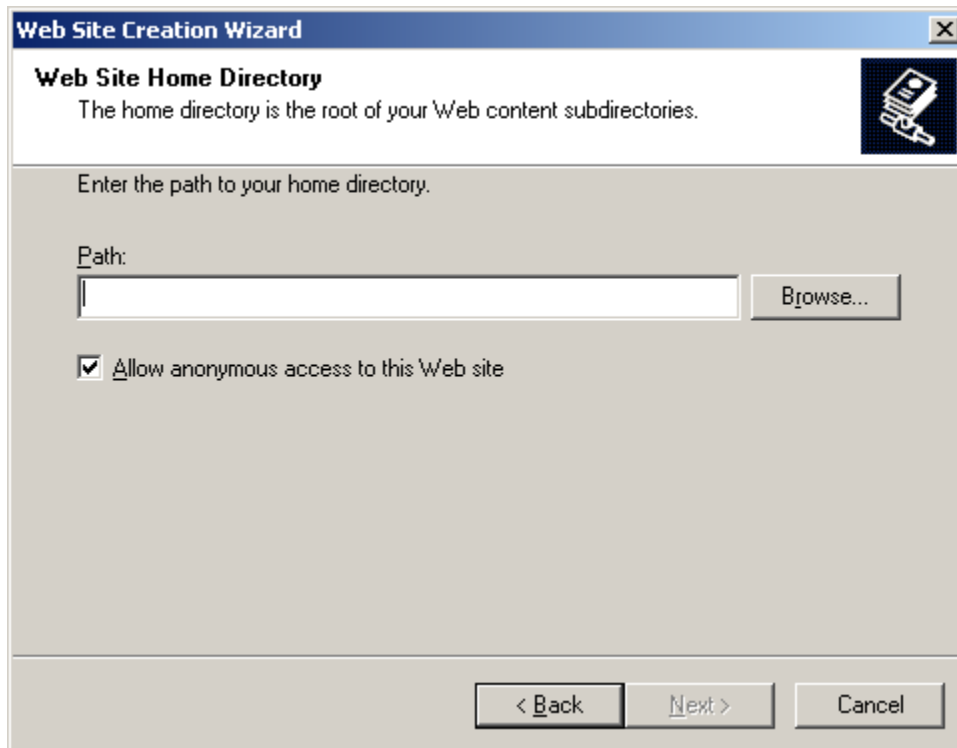 Web Site Creation Wizard
Web Site Home Directory
The home directory is the root of your Web content subdirectories.
Enter the path to your home directory.
Path:
Browse...
Allow anonymous access to this Web site
< Back
Next >
Cancel